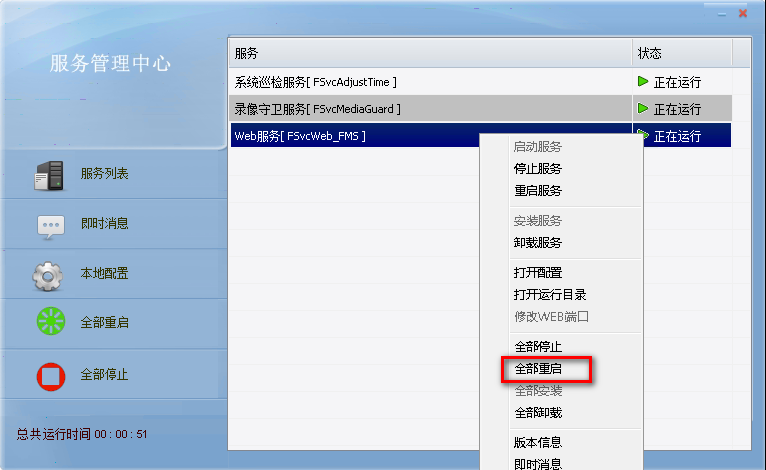 服务管理中心
服务 状态
系统巡检服务[ FSvcAdjustTime ] 正在运行
录像守卫服务[ FSvcMediaGuard ] 正在运行
Web服务[ FSvcWeb_FMS ] 正在运行
服务列表
即时消息
本地配置
全部重启
全部停止
总共运行时间 00 : 00 : 51
启动服务
停止服务
重启服务
安装服务
卸载服务
打开配置
打开运行目录
修改WEB端口
全部停止
全部重启
全部安装
全部卸载
版本信息
即时消息